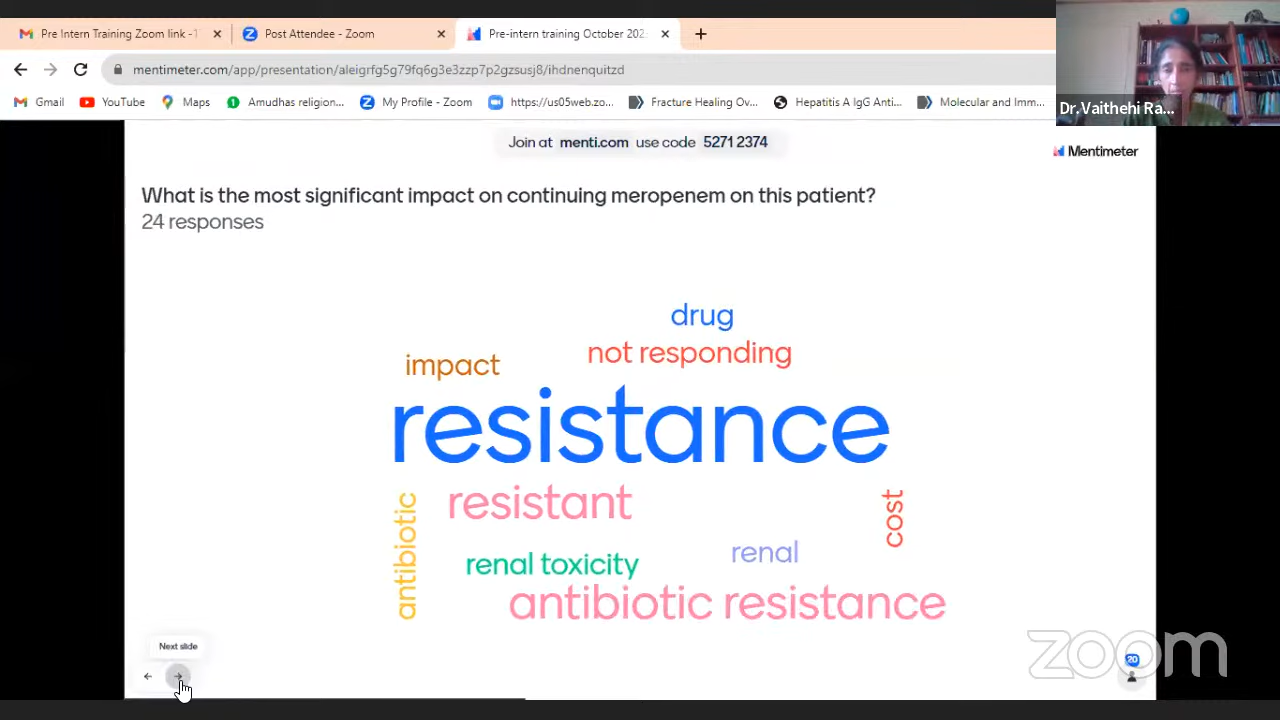 Pre Intern Training Zoom link - 1
Post Attendee - Zoom
Pre-intern training October 202
mentimeter.com/app/presentation/aleigrfg5g79fq6g3e3zzp7p2gzsusj8/ihdnenquitzd
Gmail
YouTube
Maps
Amudhas religion...
My Profile - Zoom
https://us05web.zo...
Fracture Healing Ov...
Hepatitis A IgG Anti...
Molecular and Imm...
Dr.Vaithehi Ra...
Join at menti.com use code 5271 2374
Mentimeter
What is the most significant impact on continuing meropenem on this patient?
24 responses
drug
not responding
impact
resistance
resistant
antibiotic
cost
renal
renal toxicity
antibiotic resistance
Next slide
zoom
20